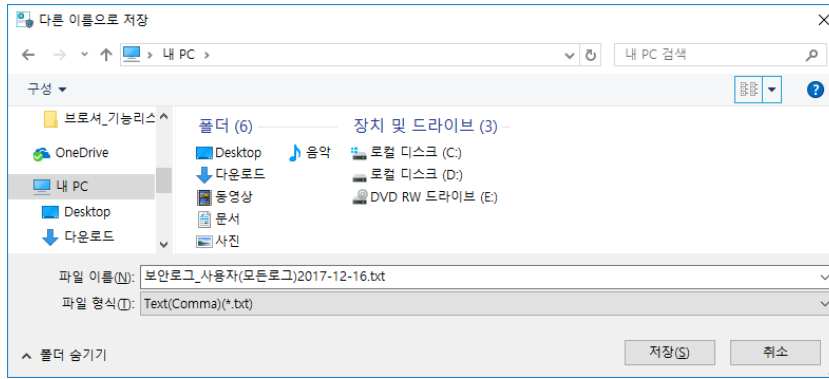 다른 이름으로 저장
내 PC
내 PC 검색
구성
브로셔_기능리스
OneDrive
내 PC
Desktop
다운로드
폴더 (6)
Desktop
음악
다운로드
동영상
문서
사진
장치 및 드라이브 (3)
로컬 디스크 (C:)
로컬 디스크 (D:)
DVD RW 드라이브 (E:)
파일 이름(N): 보안로그_사용자(모든로그)2017-12-16.txt
파일 형식(T): Text(Comma)(*.txt)
폴더 숨기기
저장(S)
취소